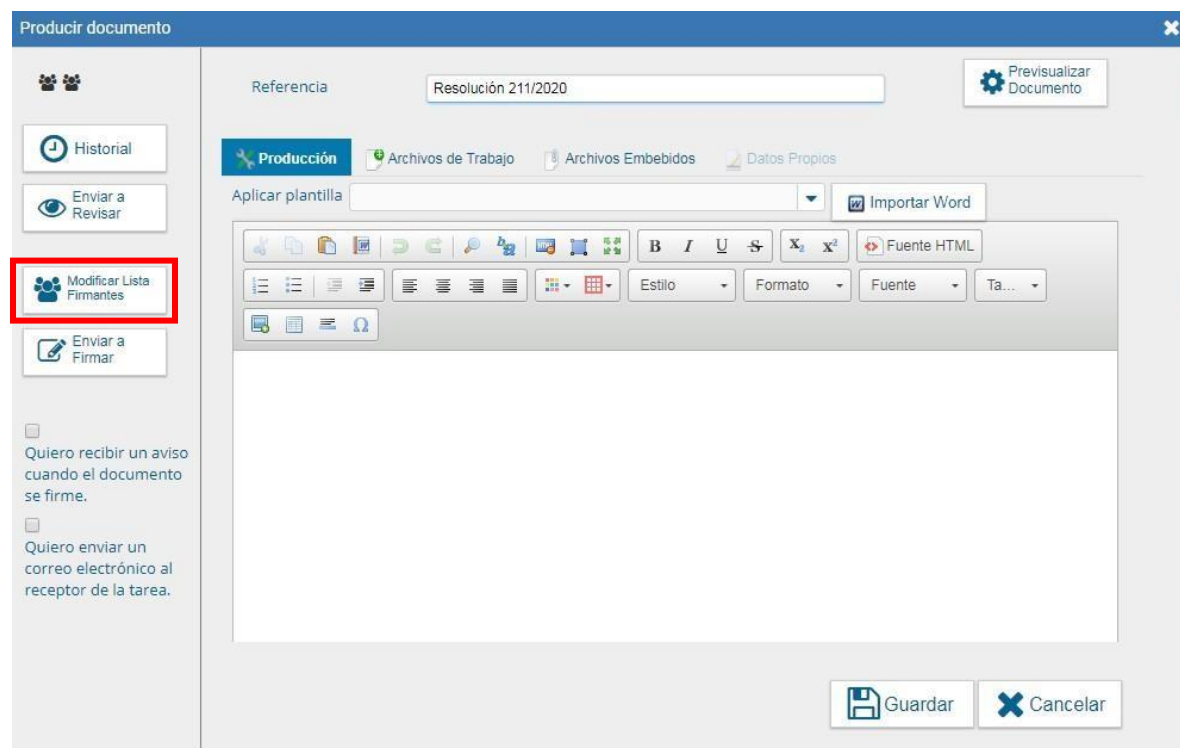 Producir documento
Referencia
Resolución 211/2020
Previsualizar
Documento
Historial
Enviar a
Revisar
Modificar Lista
Firmantes
Enviar a
Firmar
Quiero recibir un aviso
cuando el documento
se firme.
Quiero enviar un
correo electrónico al
receptor de la tarea.
Producción Archivos de Trabajo Archivos Embebidos Datos Propios
Aplicar plantilla Importar Word
B I U S X₂ x² Fuente HTML
Estilo Formato Fuente Ta...
Ω
Guardar Cancelar